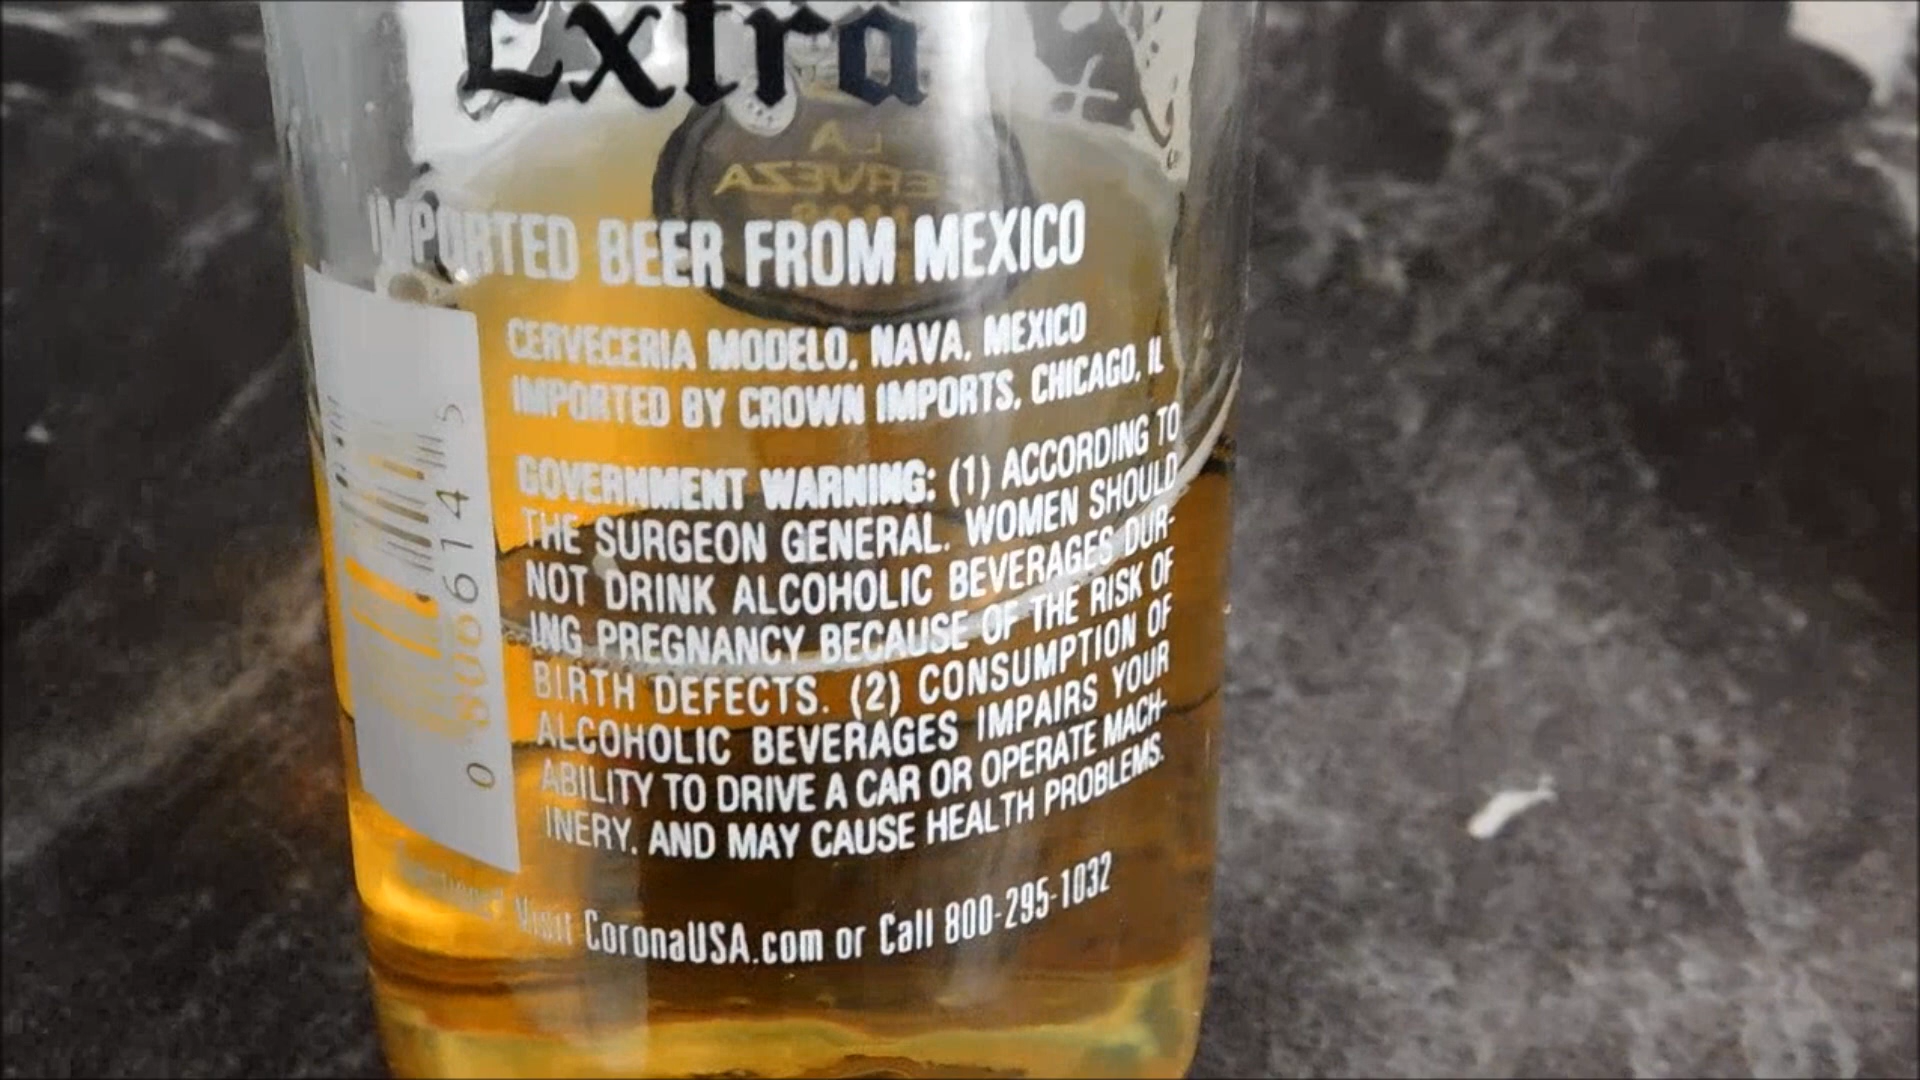 Extra
LA
CERVEZA
IMPORTED BEER FROM MEXICO
CERVECERIA MODELO, NAVA, MEXICO
IMPORTED BY CROWN IMPORTS, CHICAGO, IL
GOVERNMENT WARNING: (1) ACCORDING TO
THE SURGEON GENERAL, WOMEN SHOULD
NOT DRINK ALCOHOLIC BEVERAGES DUR-
ING PREGNANCY BECAUSE OF THE RISK OF
BIRTH DEFECTS. (2) CONSUMPTION OF
ALCOHOLIC BEVERAGES IMPAIRS YOUR
ABILITY TO DRIVE A CAR OR OPERATE MACH-
INERY, AND MAY CAUSE HEALTH PROBLEMS.
Visit CoronaUSA.com or Call 800-295-1032